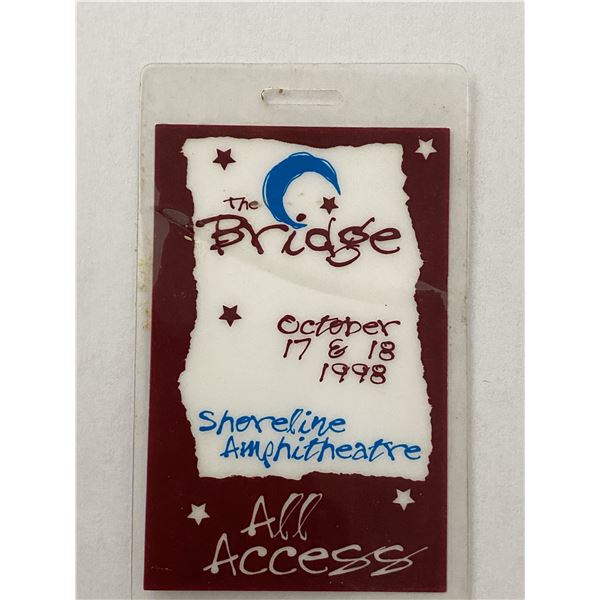 The
Bridge
October
17 & 18
1998
Shoreline
Amphitheatre
All
Access